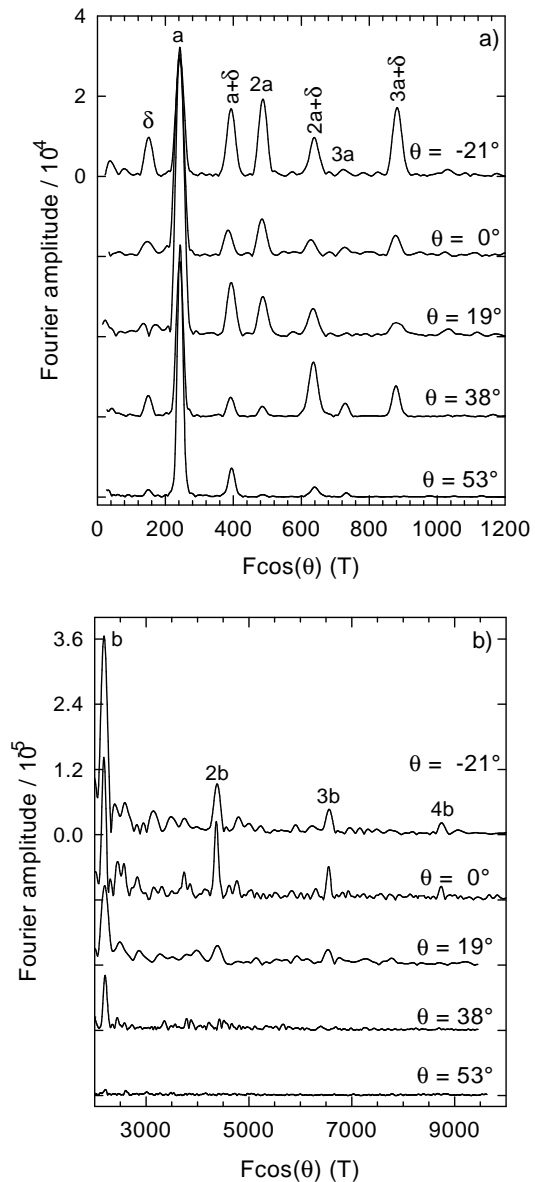 a)
4
2
0
Fourier amplitude / 10^4
δ
a
a+δ
2a
2a+δ
3a
3a+δ
θ = -21°
θ = 0°
θ = 19°
θ = 38°
θ = 53°
0 200 400 600 800 1000 1200
Fcos(θ) (T)
b)
3.6
2.4
1.2
0.0
Fourier amplitude / 10^5
b
2b
3b
4b
θ = -21°
θ = 0°
θ = 19°
θ = 38°
θ = 53°
3000 5000 7000 9000
Fcos(θ) (T)